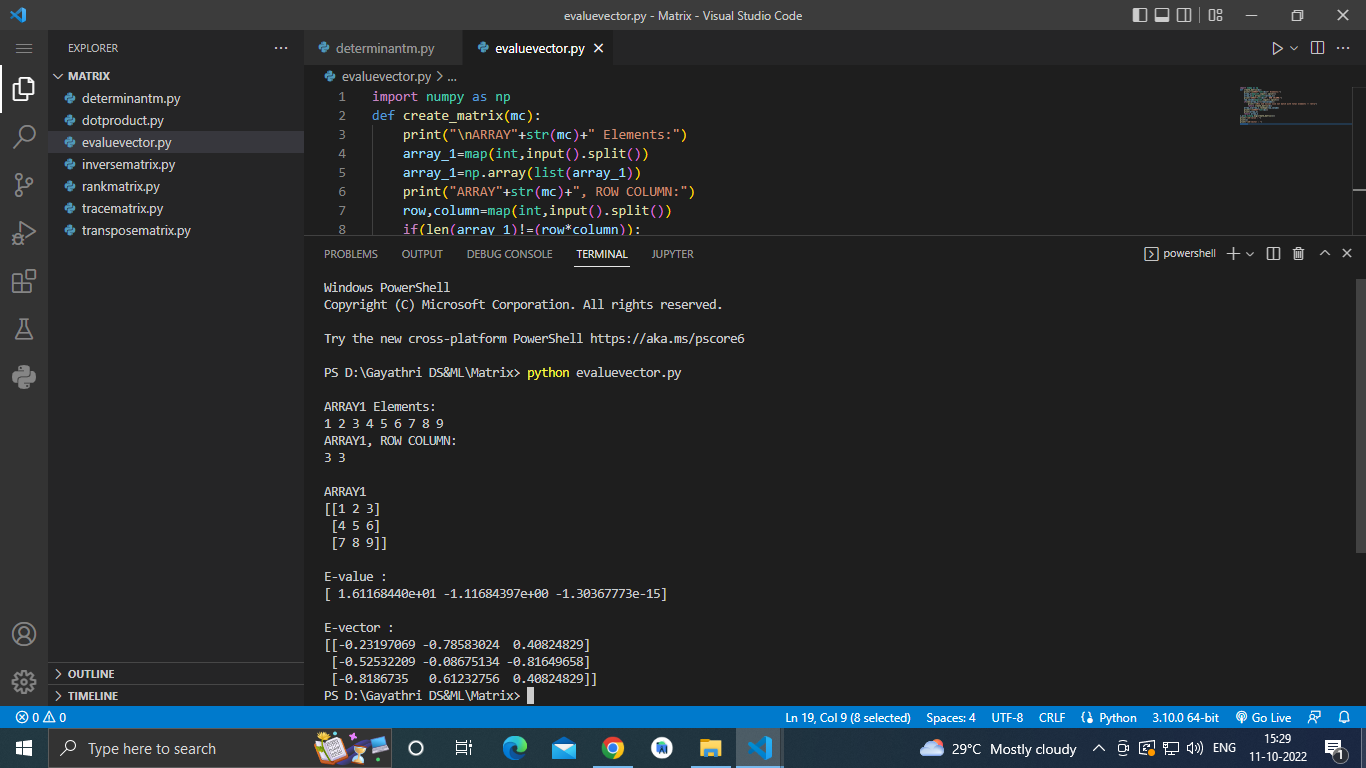 evaluevector.py - Matrix - Visual Studio Code
EXPLORER
MATRIX
determinantm.py
dotproduct.py
evaluevector.py
inversematrix.py
rankmatrix.py
tracematrix.py
transposematrix.py
OUTLINE
TIMELINE
determinantm.py
evaluevector.py
evaluevector.py > ...
1 import numpy as np
2 def create_matrix(mc):
3 print("\nARRAY"+str(mc)+" Elements:")
4 array_1=map(int,input().split())
5 array_1=np.array(list(array_1))
6 print("ARRAY"+str(mc)+", ROW COLUMN:")
7 row,column=map(int,input().split())
8 if(len(array_1)!=(row*column)):
PROBLEMS OUTPUT DEBUG CONSOLE TERMINAL JUPYTER
powershell
Windows PowerShell
Copyright (C) Microsoft Corporation. All rights reserved.
Try the new cross-platform PowerShell https://aka.ms/pscore6
PS D:\Gayathri DS&ML\Matrix> python evaluevector.py
ARRAY1 Elements:
1 2 3 4 5 6 7 8 9
ARRAY1, ROW COLUMN:
3 3
ARRAY1
[[1 2 3]
[4 5 6]
[7 8 9]]
E-value :
[ 1.61168440e+01 -1.11684397e+00 -1.30367773e-15]
E-vector :
[[-0.23197069 -0.78583024  0.40824829]
[-0.52532209 -0.08675134 -0.81649658]
[-0.8186735   0.61232756  0.40824829]]
PS D:\Gayathri DS&ML\Matrix>
0 0
Ln 19, Col 9 (8 selected) Spaces: 4 UTF-8 CRLF Python 3.10.0 64-bit Go Live
Type here to search
29°C Mostly cloudy
ENG
15:29
11-10-2022
1